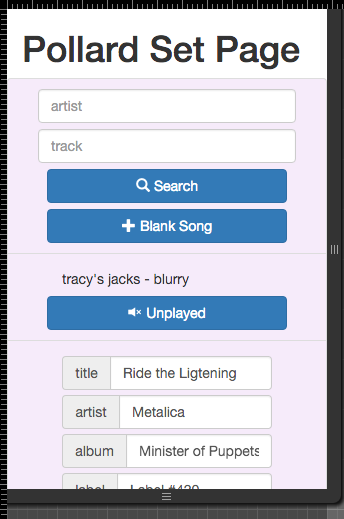 Pollard Set Page
artist
track
Search
Blank Song
tracy's jacks - blurry
Unplayed
title Ride the Ligtening
artist Metalica
album Minister of Puppets
label Label #420